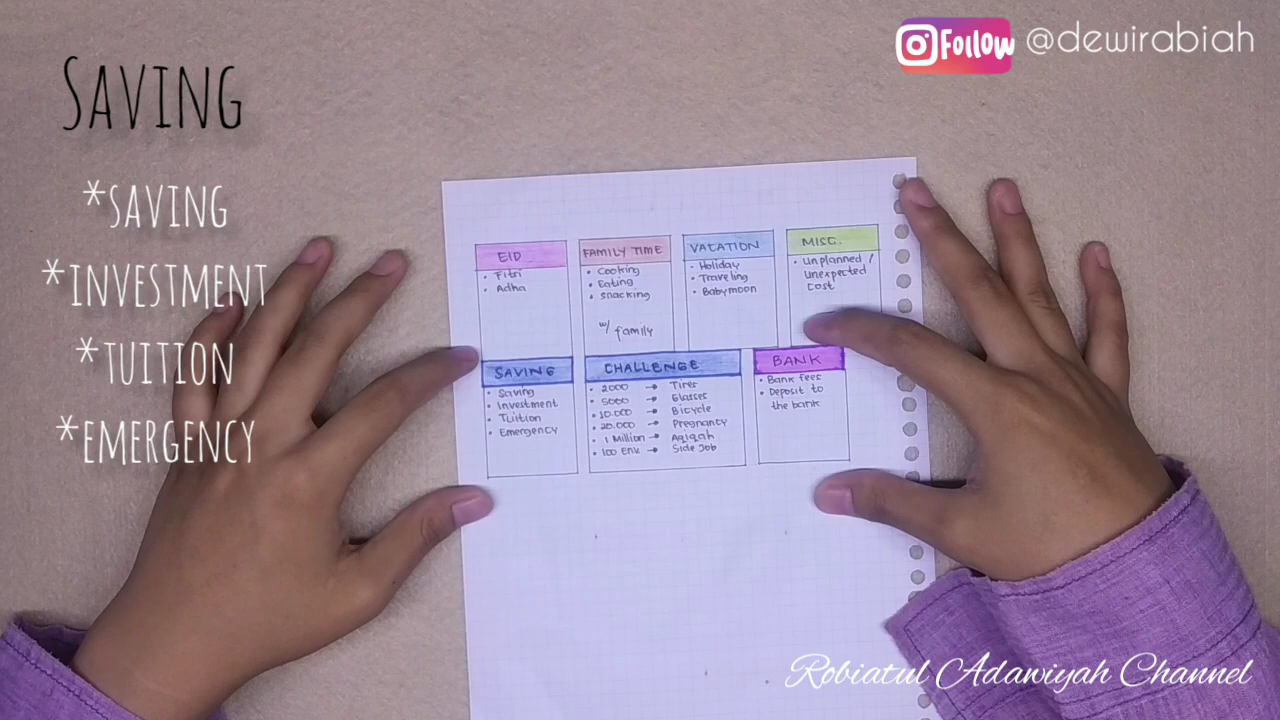 SAVING
*SAVING
*INVESTMENT
*TUITION
*EMERGENCY
Follow @dewirabiah
EID
• Fitri
• Adha
FAMILY TIME
• Cooking
• Eating
• Snacking
w/ family
VACATION
• Holiday
• Traveling
• Babymoon
MISC.
• Unplanned /
unexpected
cost
SAVING
• Saving
• Investment
• Tuition
• Emergency
CHALLENGE
• 2000 → Tires
• 5000 → Glasses
• 10.000 → Bicycle
• 20.000 → Pregnancy
• 1 Million → Aqiqah
• 100 Enk → Side Job
BANK
• Bank fees
• Deposit to
the bank
Robiatul Adawiyah Channel